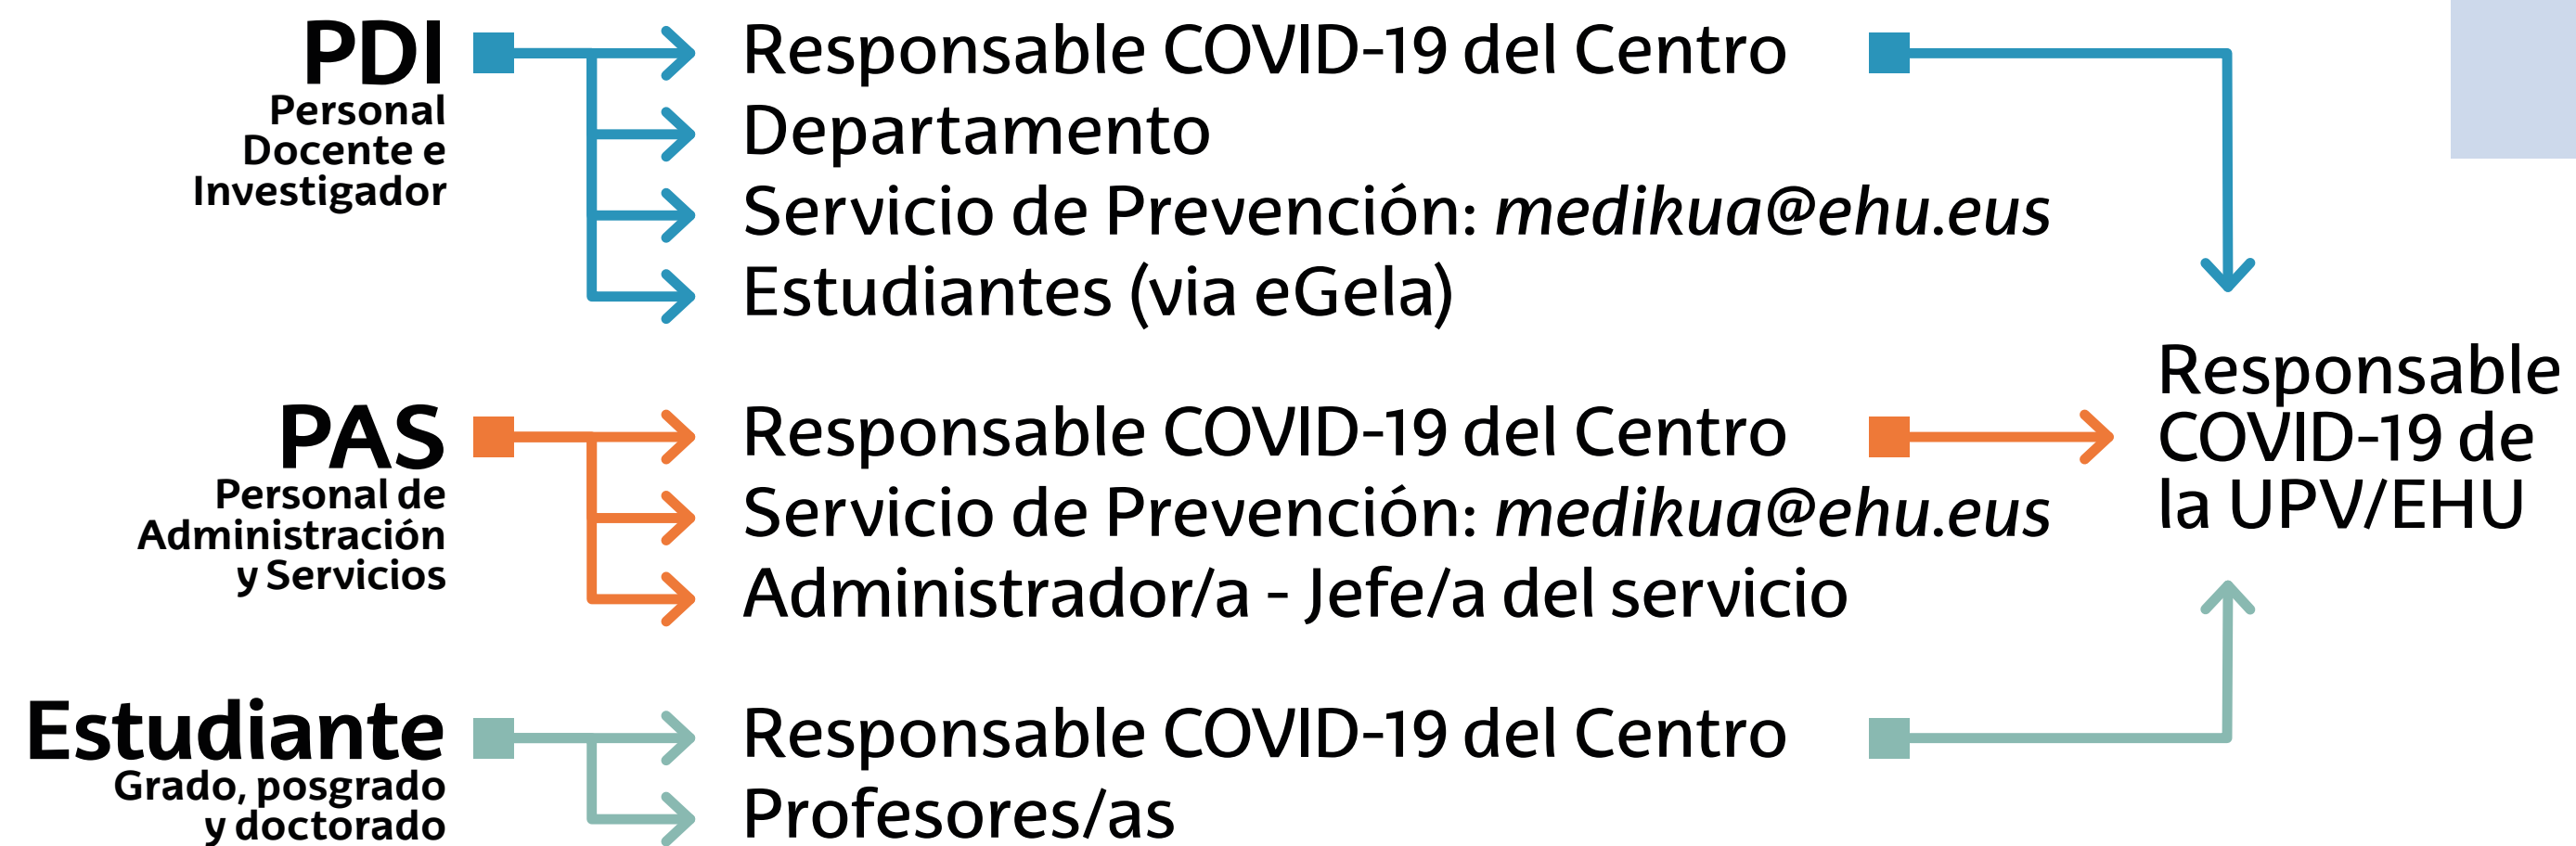 PDI
Personal
Docente e
Investigador
Responsable COVID-19 del Centro
Departamento
Servicio de Prevención: medikua@ehu.eus
Estudiantes (via eGela)
PAS
Personal de
Administración
y Servicios
Responsable COVID-19 del Centro
Servicio de Prevención: medikua@ehu.eus
Administrador/a - Jefe/a del servicio
Estudiante
Grado, posgrado
y doctorado
Responsable COVID-19 del Centro
Profesores/as
Responsable
COVID-19 de
la UPV/EHU